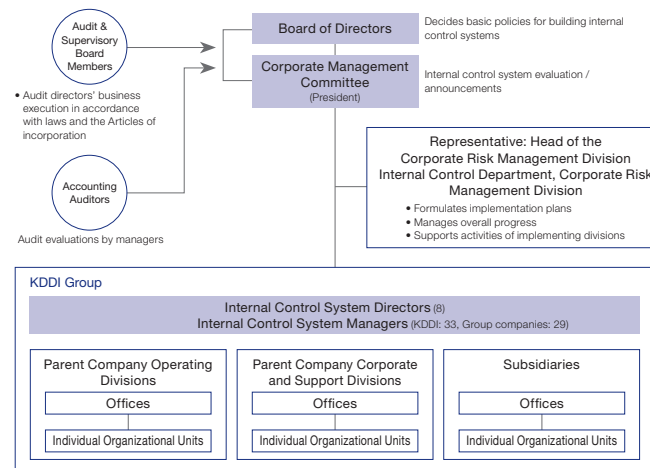 Audit &
Supervisory
Board
Members
• Audit directors' business
execution in accordance
with laws and the Articles of
incorporation
Accounting
Auditors
Audit evaluations by managers
Board of Directors
Decides basic policies for building internal
control systems
Corporate Management
Committee
(President)
Internal control system evaluation /
announcements
Representative: Head of the
Corporate Risk Management Division
Internal Control Department, Corporate Risk
Management Division
• Formulates implementation plans
• Manages overall progress
• Supports activities of implementing divisions
KDDI Group
Internal Control System Directors (8)
Internal Control System Managers (KDDI: 33, Group companies: 29)
Parent Company Operating
Divisions
Offices
Individual Organizational Units
Parent Company Corporate
and Support Divisions
Offices
Individual Organizational Units
Subsidiaries
Offices
Individual Organizational Units